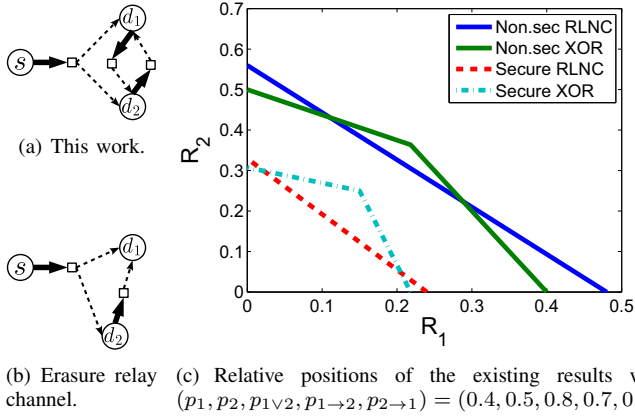 s
d1
d2
(a) This work.
s
d1
d2
(b) Erasure relay
channel.
R2
0.7
0.6
0.5
0.4
0.3
0.2
0.1
0
0
0.1
0.2
0.3
0.4
0.5
R1
Non.sec RLNC
Non.sec XOR
Secure RLNC
Secure XOR
(c) Relative positions of the existing results
(p1, p2, p1∨2, p1→2, p2→1) = (0.4, 0.5, 0.8, 0.7, 0